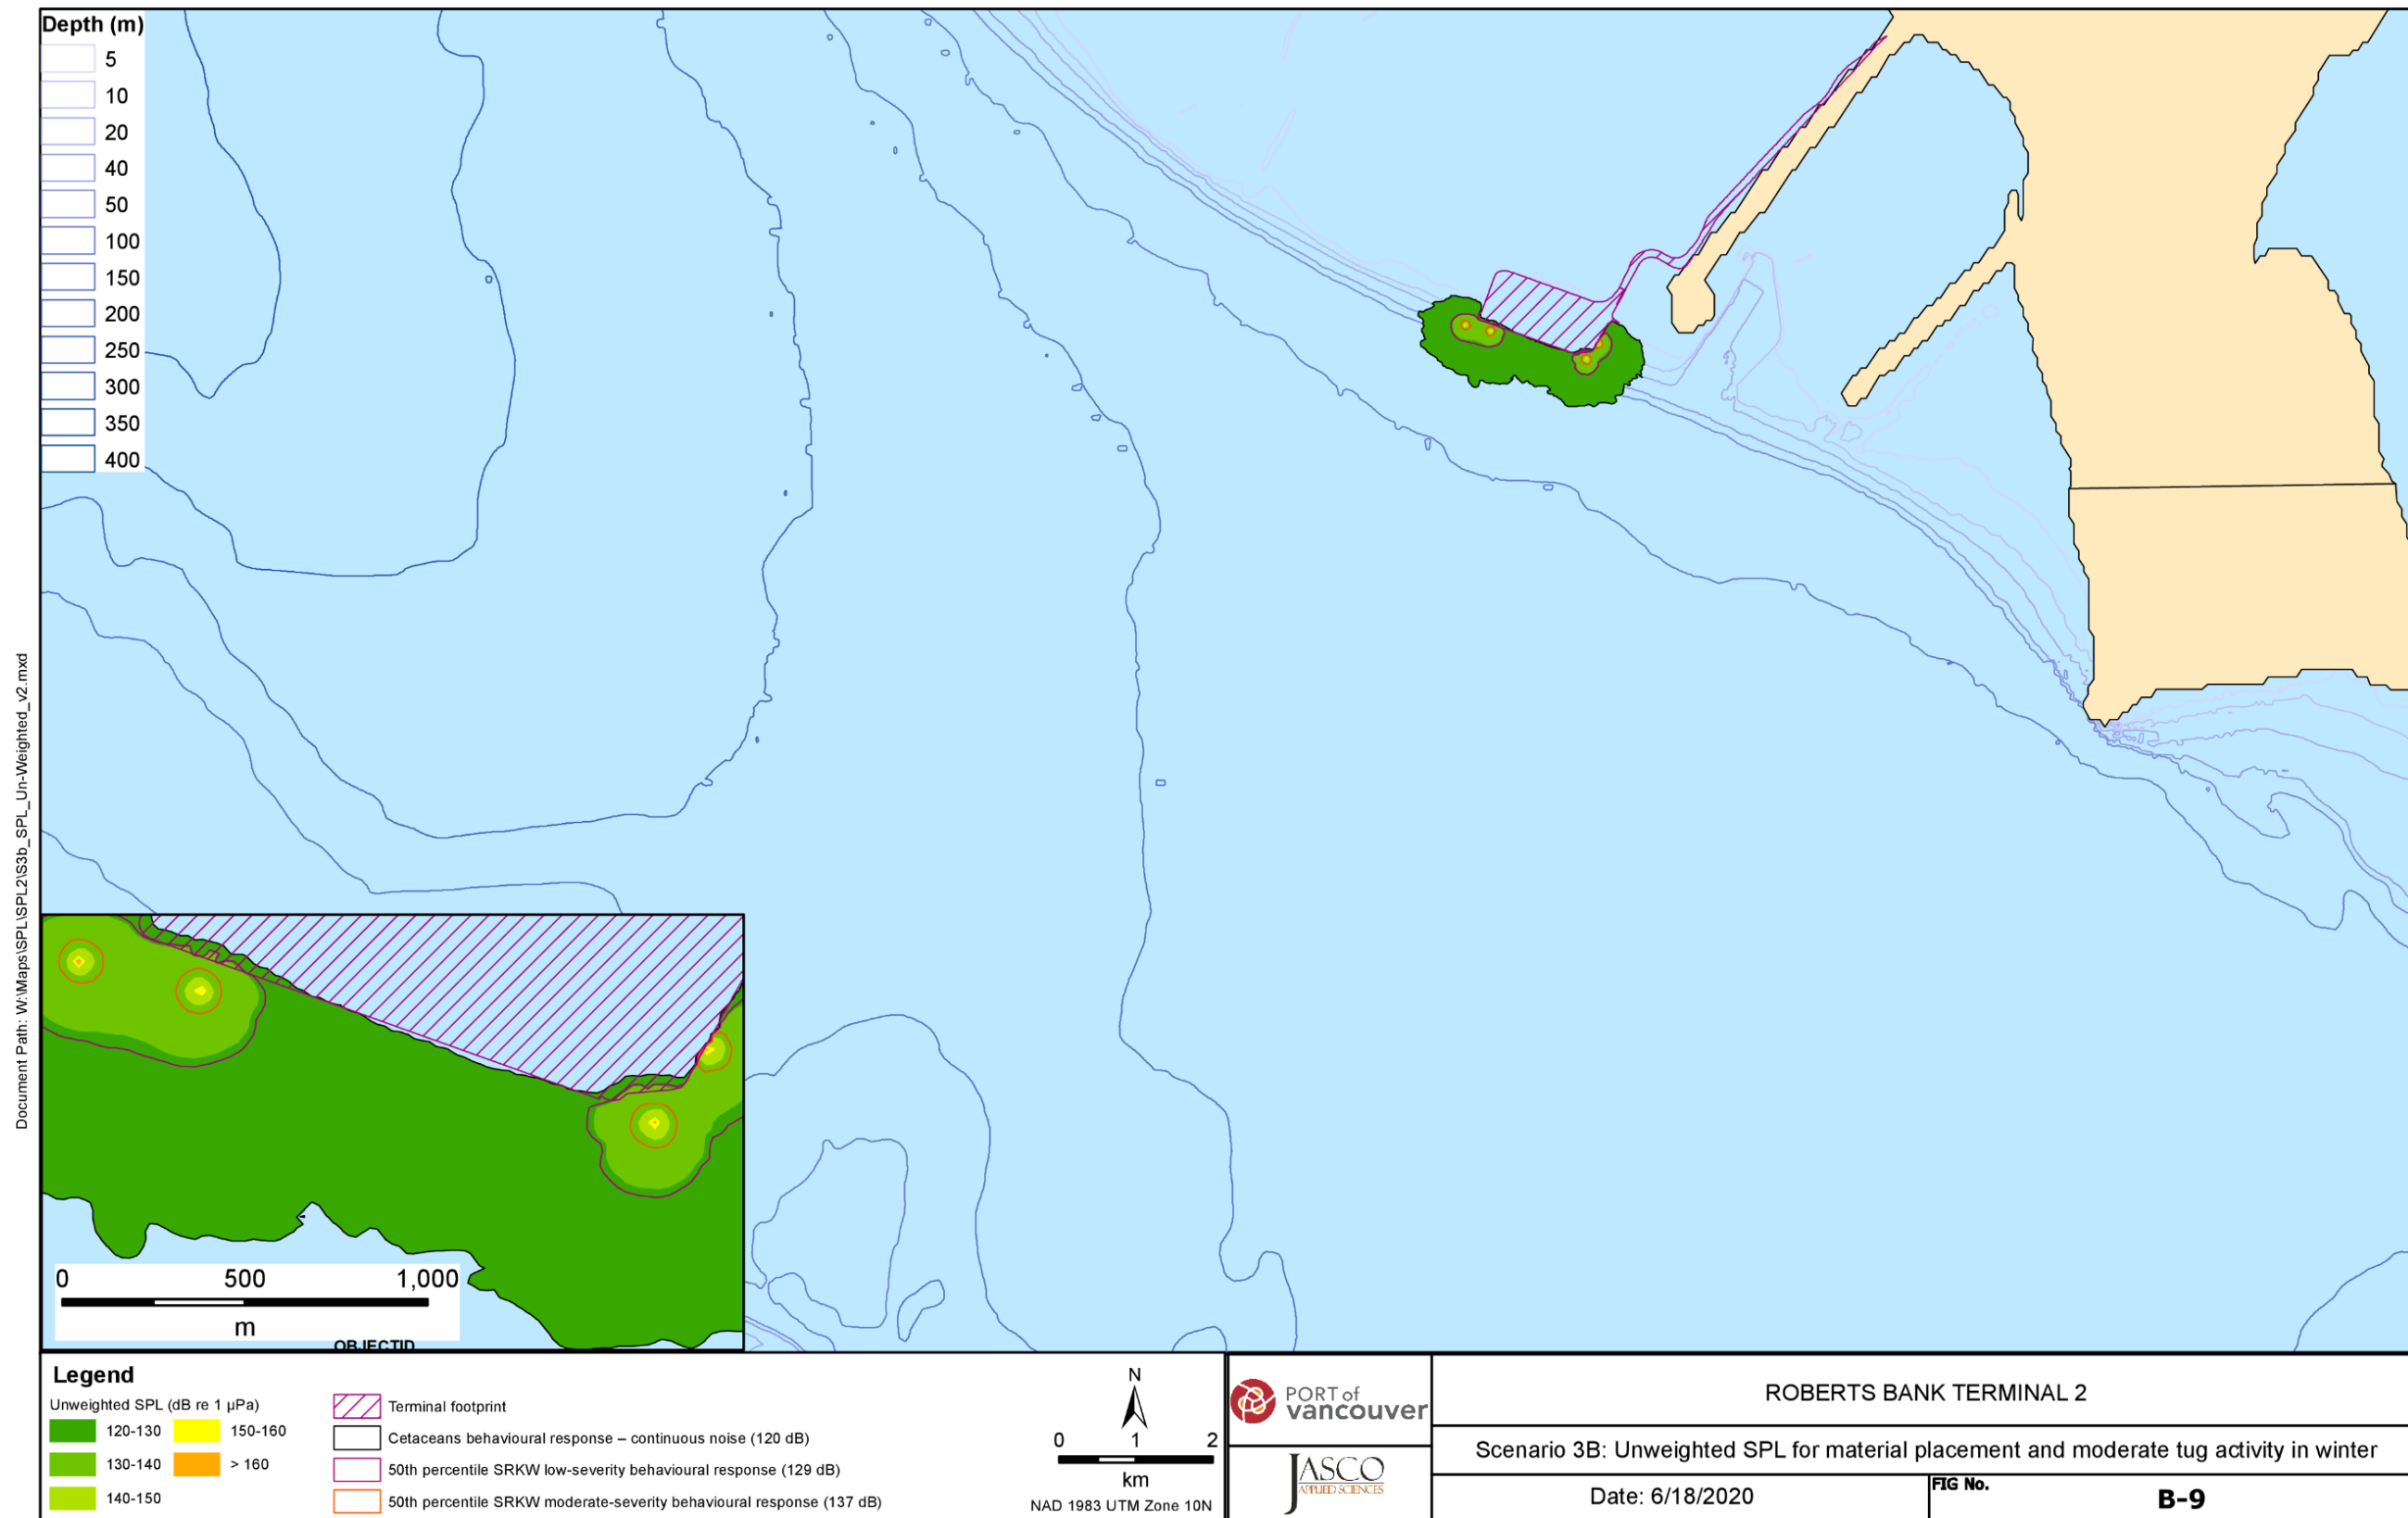 Depth (m)
5
10
20
40
50
100
150
200
250
300
350
400
Document Path: W:\Maps\SPL\SPL2\S3b_SPL_Un-Weighted_v2.mxd
0 500 1,000
m
OBJECTID
Legend
Unweighted SPL (dB re 1 µPa)
120-130
130-140
140-150
150-160
> 160
Terminal footprint
Cetaceans behavioural response – continuous noise (120 dB)
50th percentile SRKW low-severity behavioural response (129 dB)
50th percentile SRKW moderate-severity behavioural response (137 dB)
N
0 1 2
km
NAD 1983 UTM Zone 10N
PORT of
vancouver
JASCO
APPLIED SCIENCES
ROBERTS BANK TERMINAL 2
Scenario 3B: Unweighted SPL for material placement and moderate tug activity in winter
Date: 6/18/2020
FIG No.
B-9